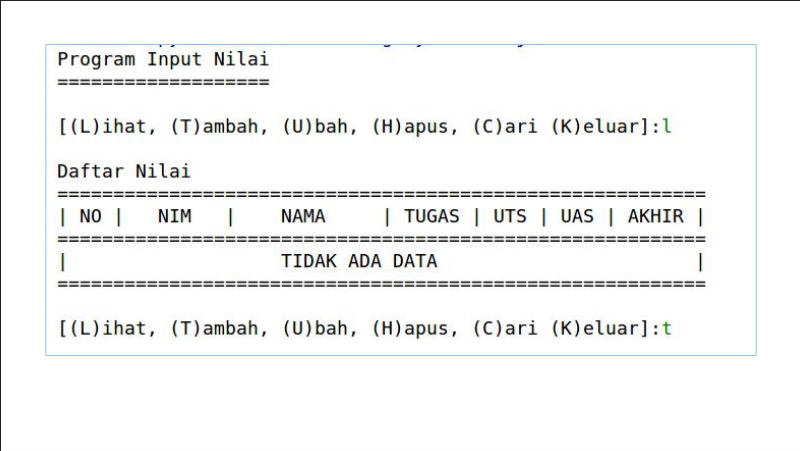 Program Input Nilai
===================
[(L)ihat, (T)ambah, (U)bah, (H)apus, (C)ari (K)eluar]:l
Daftar Nilai
==========================================================
| NO |   NIM   |    NAMA     | TUGAS | UTS | UAS | AKHIR |
==========================================================
|                   TIDAK ADA DATA                       |
==========================================================
[(L)ihat, (T)ambah, (U)bah, (H)apus, (C)ari (K)eluar]:t